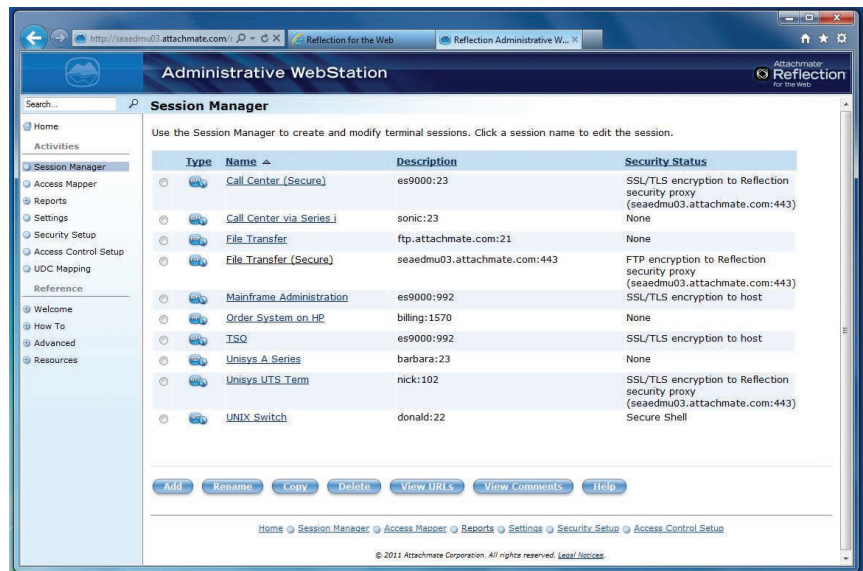 http://seaedmu03.attachmate.com/
Reflection for the Web
Reflection Administrative W...
Administrative WebStation
Attachmate
Reflection
for the Web
Search...
Session Manager
Home
Use the Session Manager to create and modify terminal sessions. Click a session name to edit the session.
Activities
Session Manager
Access Mapper
Reports
Settings
Security Setup
Access Control Setup
UDC Mapping
Reference
Welcome
How To
Advanced
Resources
Type Name Description Security Status
Call Center (Secure) es9000:23 SSL/TLS encryption to Reflection
security proxy
(seaedmu03.attachmate.com:443)
Call Center via Series i sonic:23 None
File Transfer ftp.attachmate.com:21 None
File Transfer (Secure) seaedmu03.attachmate.com:443 FTP encryption to Reflection
security proxy
(seaedmu03.attachmate.com:443)
Mainframe Administration es9000:992 SSL/TLS encryption to host
Order System on HP billing:1570 None
TSO es9000:992 SSL/TLS encryption to host
Unisys A Series barbara:23 None
Unisys UTS Term nick:102 SSL/TLS encryption to Reflection
security proxy
(seaedmu03.attachmate.com:443)
UNIX Switch donald:22 Secure Shell
Add Rename Copy Delete View URLs View Comments Help
Home Session Manager Access Mapper Reports Settings Security Setup Access Control Setup
© 2011 Attachmate Corporation. All rights reserved. Legal Notices.